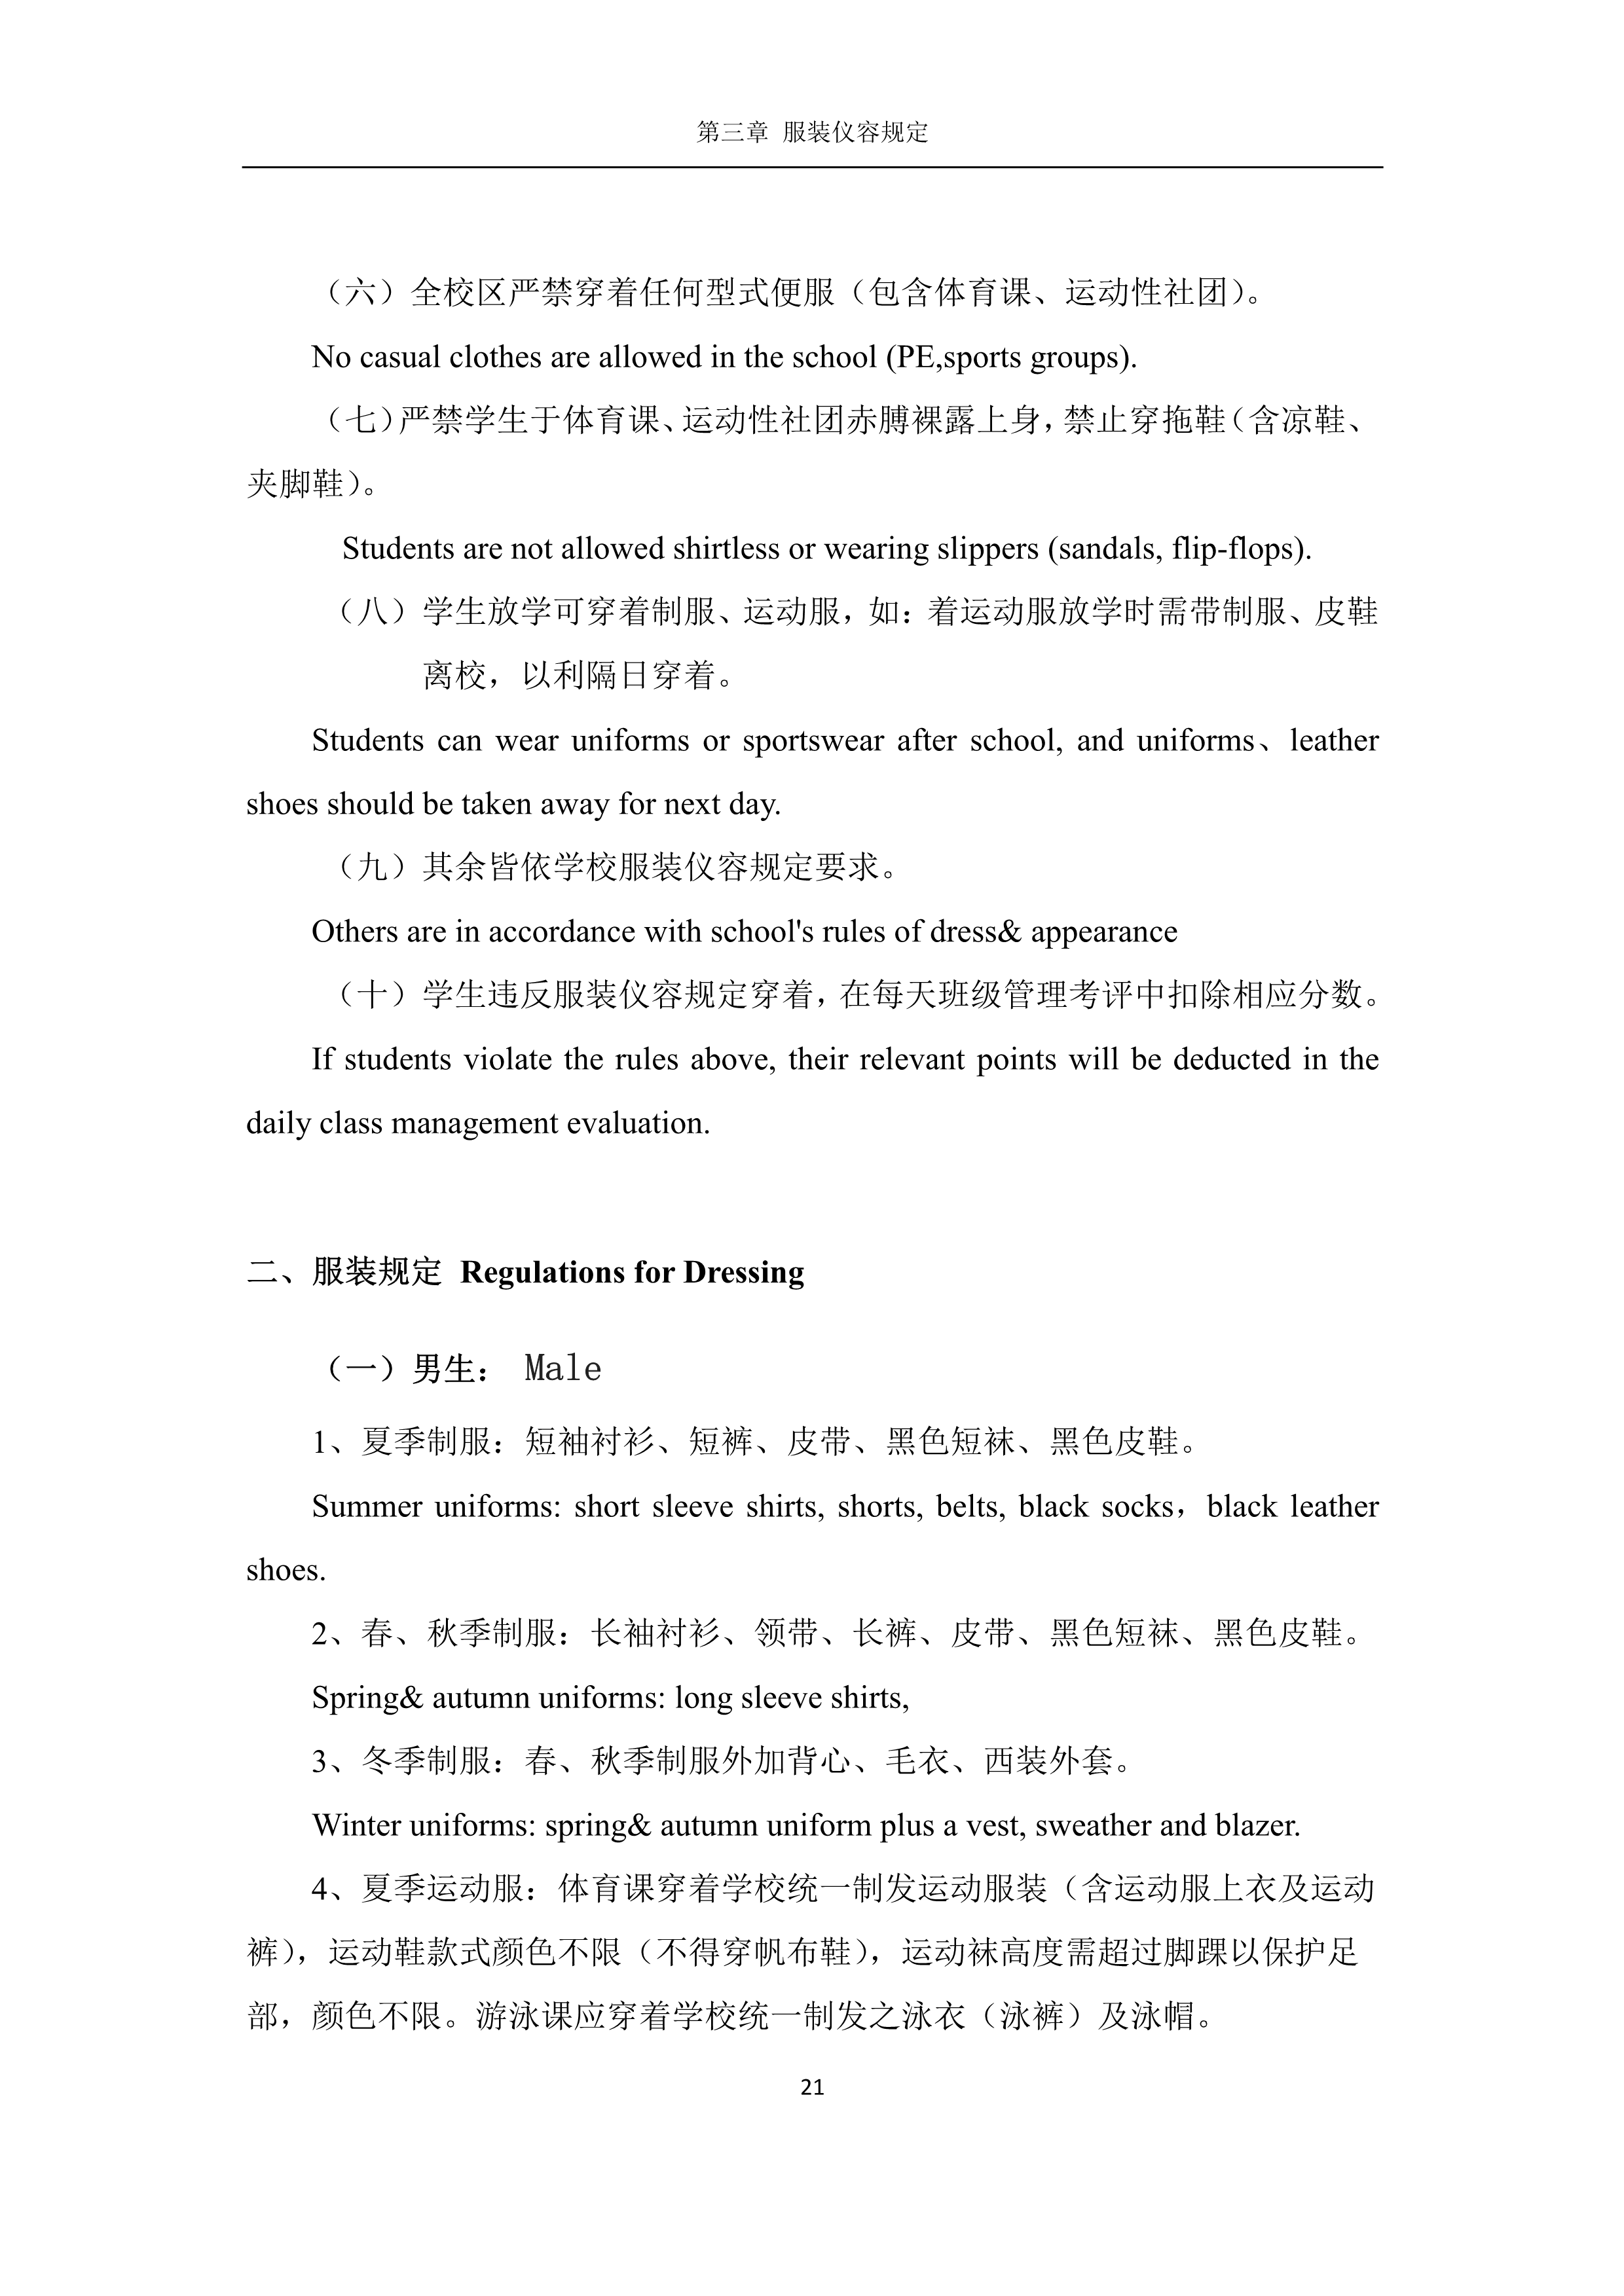 第三章 服装仪容规定
（六）全校区严禁穿着任何型式便服（包含体育课、运动性社团）。
No casual clothes are allowed in the school (PE,sports groups).
（七）严禁学生于体育课、运动性社团赤膊裸露上身，禁止穿拖鞋（含凉鞋、
夹脚鞋）。
Students are not allowed shirtless or wearing slippers (sandals, flip-flops).
（八）学生放学可穿着制服、运动服，如：着运动服放学时需带制服、皮鞋
离校，以利隔日穿着。
Students can wear uniforms or sportswear after school, and uniforms、leather
shoes should be taken away for next day.
（九）其余皆依学校服装仪容规定要求。
Others are in accordance with school's rules of dress& appearance
（十）学生违反服装仪容规定穿着，在每天班级管理考评中扣除相应分数。
If students violate the rules above, their relevant points will be deducted in the
daily class management evaluation.
二、服装规定 Regulations for Dressing
（一）男生： Male
1、夏季制服：短袖衬衫、短裤、皮带、黑色短袜、黑色皮鞋。
Summer uniforms: short sleeve shirts, shorts, belts, black socks，black leather
shoes.
2、春、秋季制服：长袖衬衫、领带、长裤、皮带、黑色短袜、黑色皮鞋。
Spring& autumn uniforms: long sleeve shirts,
3、冬季制服：春、秋季制服外加背心、毛衣、西装外套。
Winter uniforms: spring& autumn uniform plus a vest, sweather and blazer.
4、夏季运动服：体育课穿着学校统一制发运动服装（含运动服上衣及运动
裤），运动鞋款式颜色不限（不得穿帆布鞋），运动袜高度需超过脚踝以保护足
部，颜色不限。游泳课应穿着学校统一制发之泳衣（泳裤）及泳帽。
21